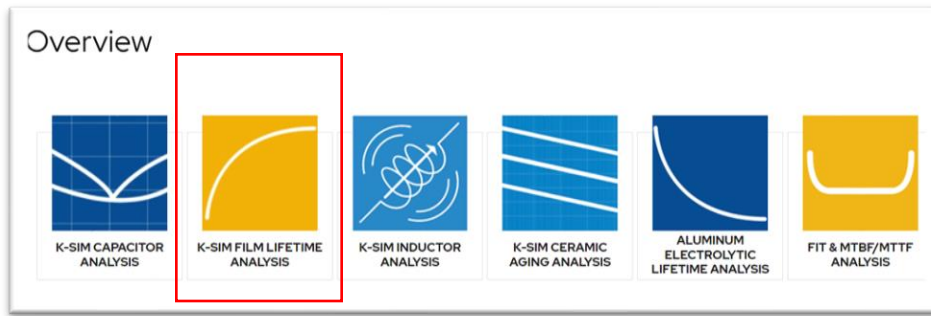 Overview
K-SIM CAPACITOR
ANALYSIS
K-SIM FILM LIFETIME
ANALYSIS
K-SIM INDUCTOR
ANALYSIS
K-SIM CERAMIC
AGING ANALYSIS
ALUMINUM
ELECTROLYTIC
LIFETIME ANALYSIS
FIT & MTBF/MTTF
ANALYSIS